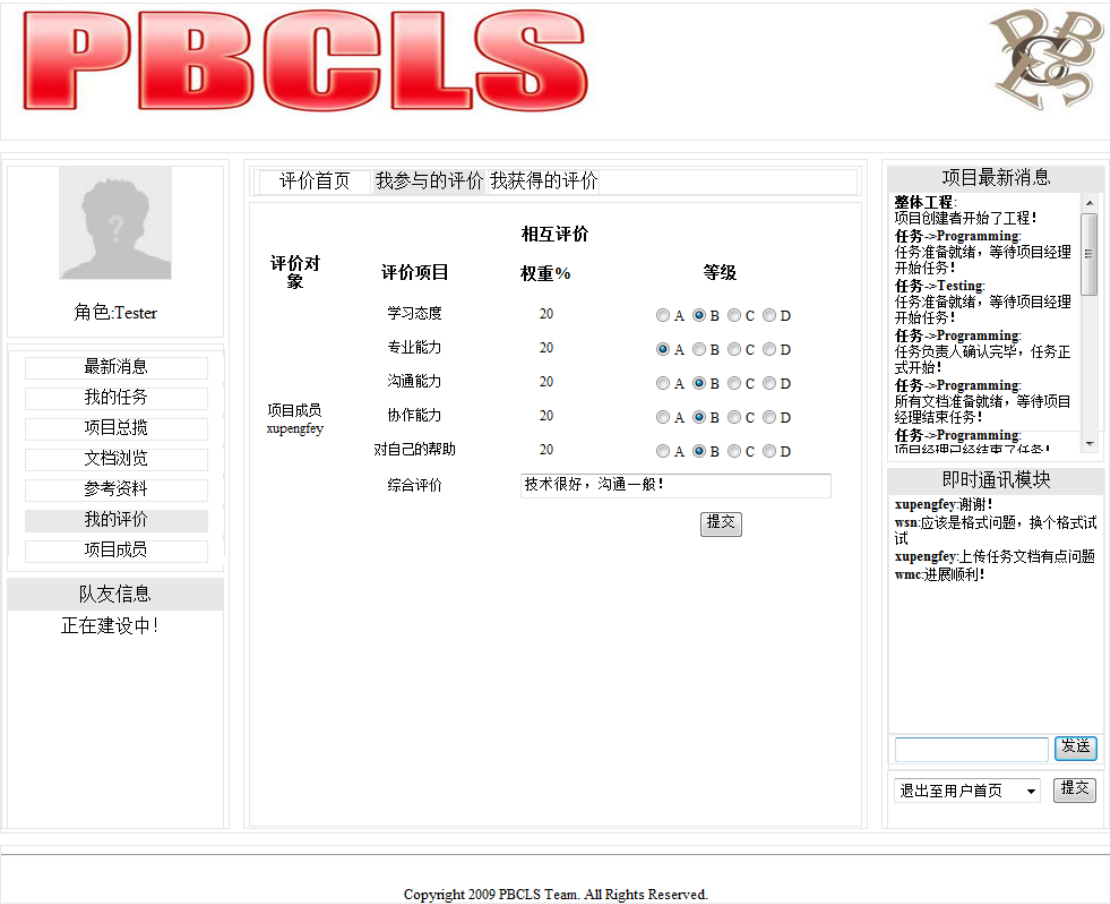 PBCLS
PBCLS
?
角色:Tester
最新消息
我的任务
项目总揽
文档浏览
参考资料
我的评价
项目成员
队友信息
正在建设中!
评价首页 我参与的评价 我获得的评价
相互评价
评价对象 评价项目 权重% 等级
学习态度 20 A B C D
专业能力 20 A B C D
沟通能力 20 A B C D
项目成员 xupengfey
协作能力 20 A B C D
对自己的帮助 20 A B C D
综合评价 技术很好，沟通一般!
提交
项目最新消息
整体工程:
项目创建者开始了工程!
任务->Programming:
任务准备就绪，等待项目经理
开始任务!
任务->Testing:
任务准备就绪，等待项目经理
开始任务!
任务->Programming:
任务负责人确认完毕，任务正
式开始!
任务->Programming:
所有文档准备就绪，等待项目
经理结束任务!
任务->Programming:
项目经理已经结束了任务!
即时通讯模块
xupengfey:谢谢!
wsn:应该是格式问题，换个格式试
试
xupengfey:上传任务文档有点问题
wmc:进展顺利!
发送
退出至用户首页 提交
Copyright 2009 PBCLS Team. All Rights Reserved.